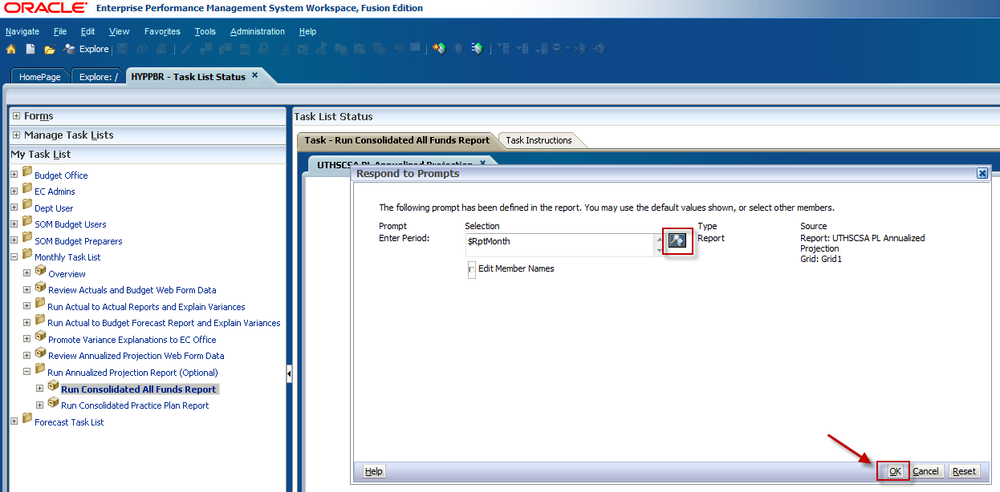 ORACLE Enterprise Performance Management System Workspace, Fusion Edition
Navigate File Edit View Favorites Tools Administration Help
Explore
HomePage Explore: / HYPPBR - Task List Status
Forms
Manage Task Lists
My Task List
Budget Office
EC Admins
Dept User
SOM Budget Users
SOM Budget Preparers
Monthly Task List
Overview
Review Actuals and Budget Web Form Data
Run Actual to Actual Reports and Explain Variances
Run Actual to Budget Forecast Report and Explain Variances
Promote Variance Explanations to EC Office
Review Annualized Projection Web Form Data
Run Annualized Projection Report (Optional)
Run Consolidated All Funds Report
Run Consolidated Practice Plan Report
Forecast Task List
Task List Status
Task - Run Consolidated All Funds Report Task Instructions
UTHSCSA PL Annualized Projection
Respond to Prompts
The following prompt has been defined in the report. You may use the default values shown, or select other members.
Prompt Selection Type Source
Enter Period: $RptMonth Report Report: UTHSCSA PL Annualized
Projection
Grid: Grid1
Edit Member Names
Help OK Cancel Reset